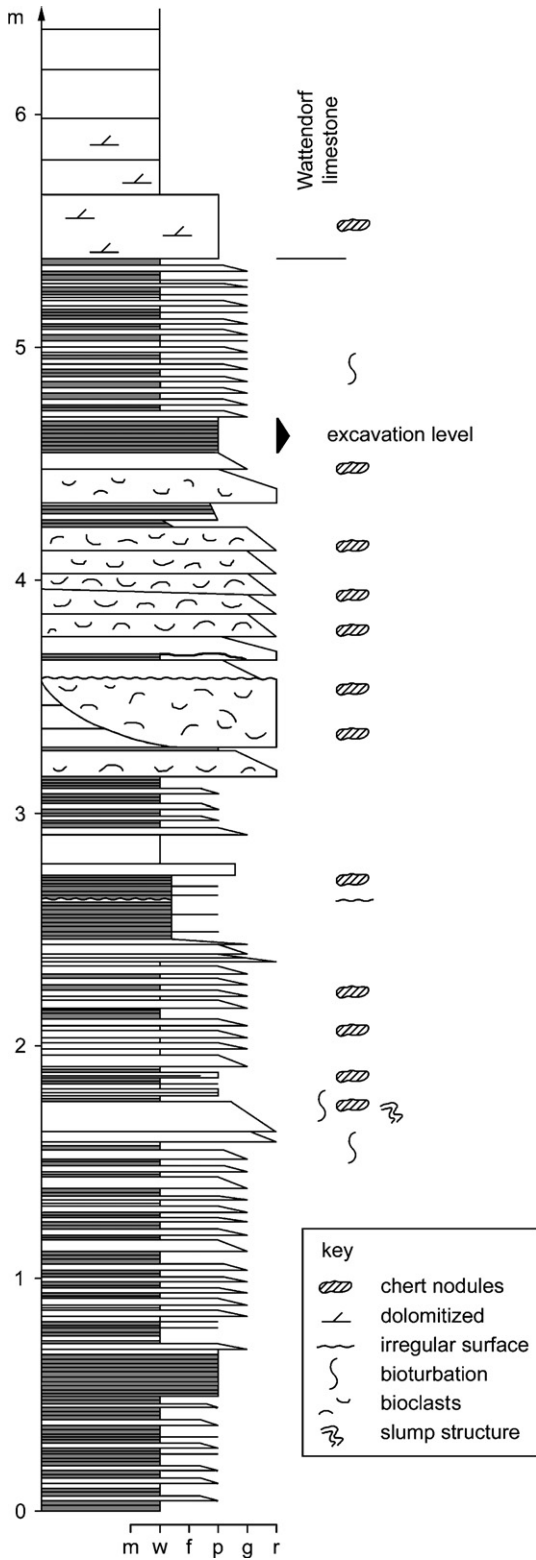 m
6
5
4
3
2
1
0
Wattendorf
limestone
excavation level
key
chert nodules
dolomitized
irregular surface
bioturbation
bioclasts
slump structure
m w f p g r